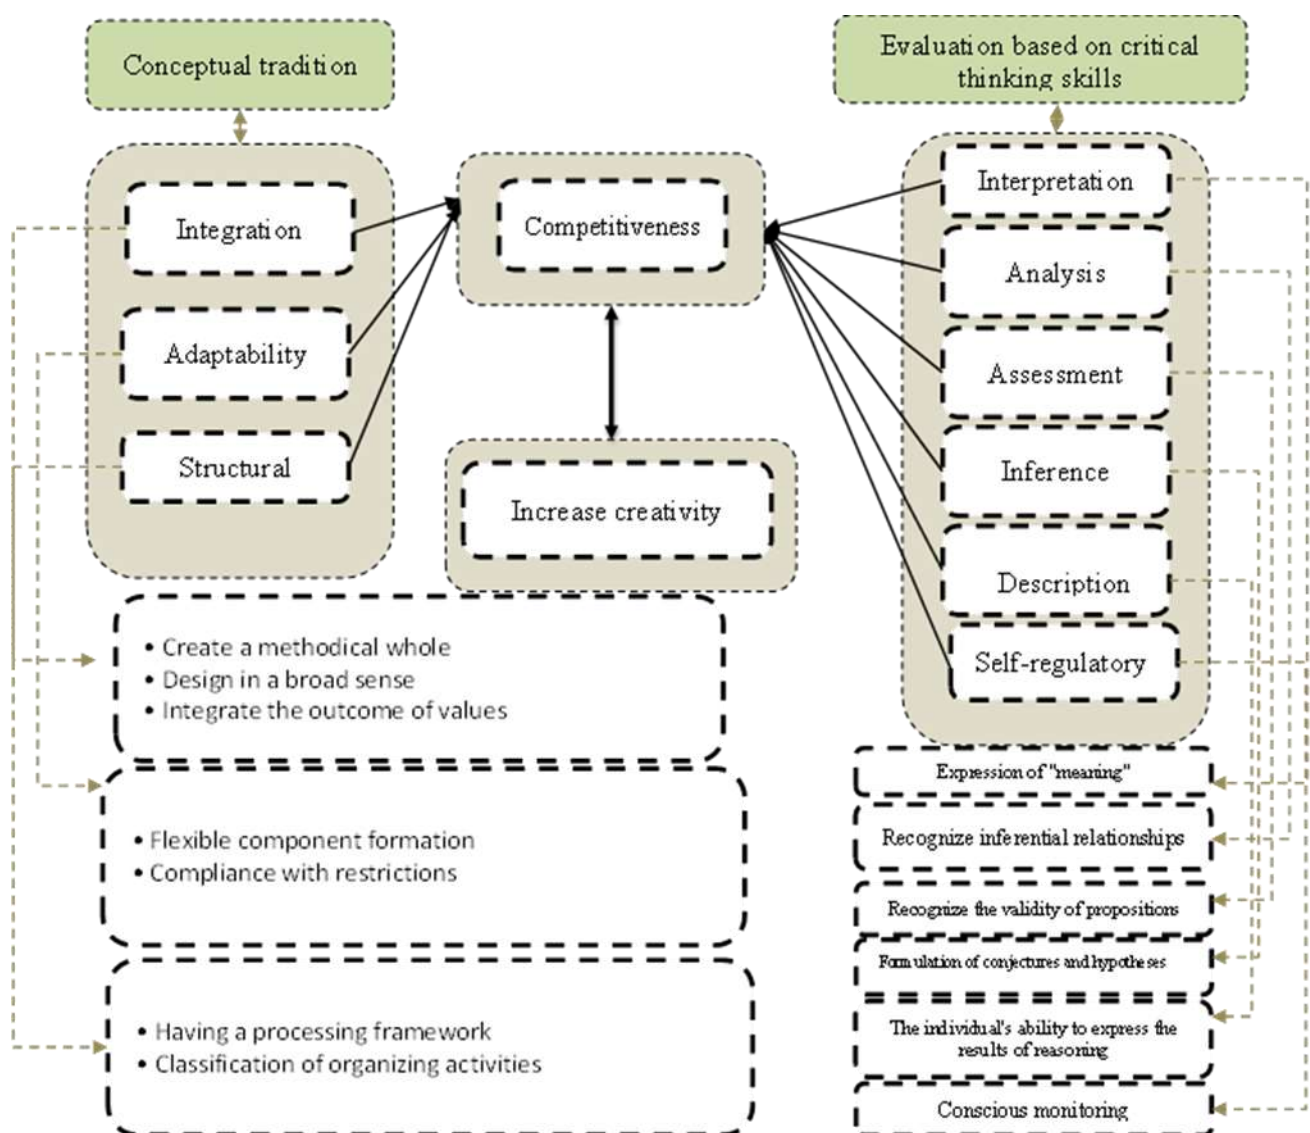 Conceptual tradition
Evaluation based on critical
thinking skills
Integration
Adaptability
Structural
Competitiveness
Increase creativity
Interpretation
Analysis
Assessment
Inference
Description
Self-regulatory
• Create a methodical whole
• Design in a broad sense
• Integrate the outcome of values
• Flexible component formation
• Compliance with restrictions
• Having a processing framework
• Classification of organizing activities
Expression of "meaning"
Recognize inferential relationships
Recognize the validity of propositions
Formulation of conjectures and hypotheses
The individual's ability to express the
results of reasoning
Conscious monitoring